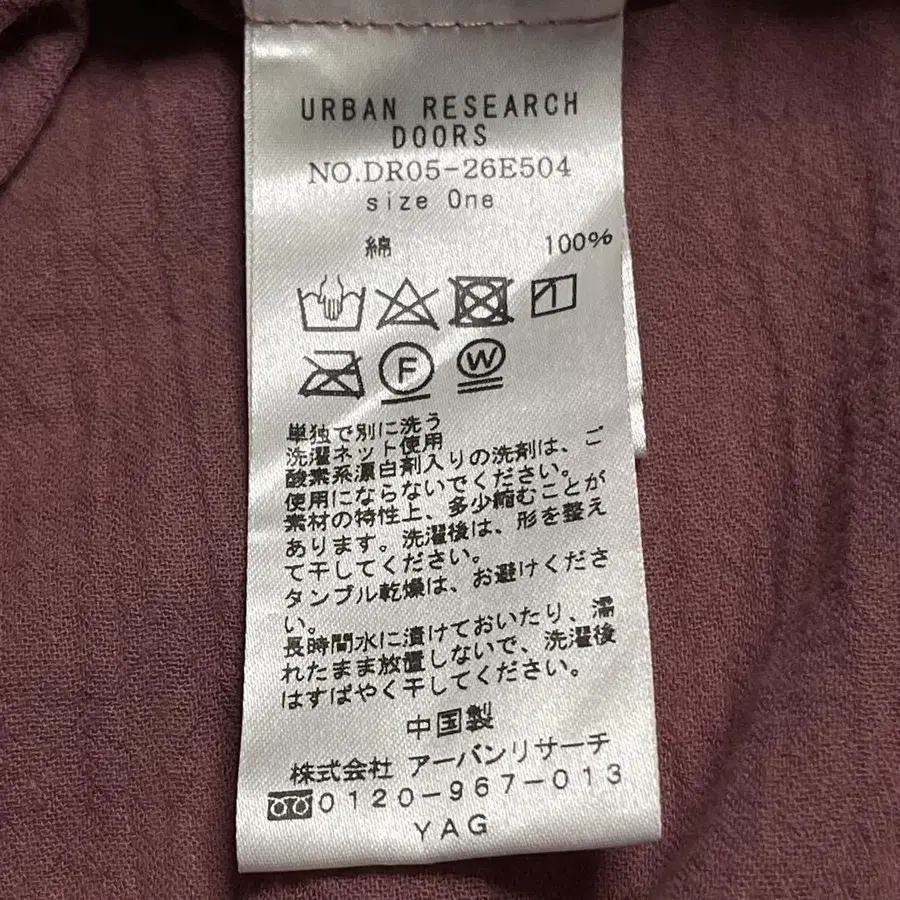 URBAN RESEARCH
DOORS
NO.DR05-26E504
size One
綿 100%
F W
単独で別に洗う
洗濯ネット使用
酸素系漂白剤入りの洗剤は、ご
使用にならないでください。
素材の特性上、多少縮むことが
あります。洗濯後は、形を整え
て干してください。
タンブル乾燥は、お避けくださ
い。
長時間水に漬けておいたり、濡
れたまま放置しないで、洗濯後
はすばやく干してください。
中国製
株式会社 アーバンリサーチ
0120-967-013
YAG